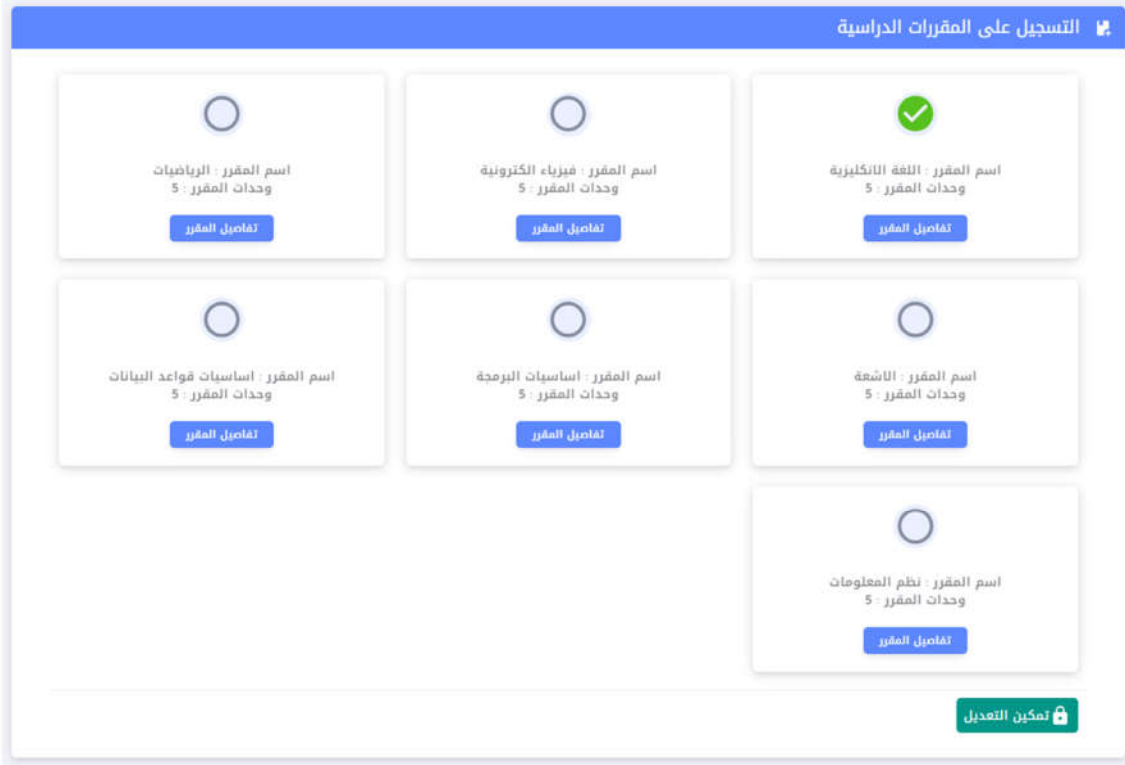 التسجيل على المقررات الدراسية
اسم المقرر : اللغة الانكليزية
وحدات المقرر : 5
تفاصيل المقرر
اسم المقرر : فيزياء الكترونية
وحدات المقرر : 5
تفاصيل المقرر
اسم المقرر : الرياضيات
وحدات المقرر : 5
تفاصيل المقرر
اسم المقرر : الاشعة
وحدات المقرر : 5
تفاصيل المقرر
اسم المقرر : اساسيات البرمجة
وحدات المقرر : 5
تفاصيل المقرر
اسم المقرر : اساسيات قواعد البيانات
وحدات المقرر : 5
تفاصيل المقرر
اسم المقرر : نظم المعلومات
وحدات المقرر : 5
تفاصيل المقرر
تمكين التعديل